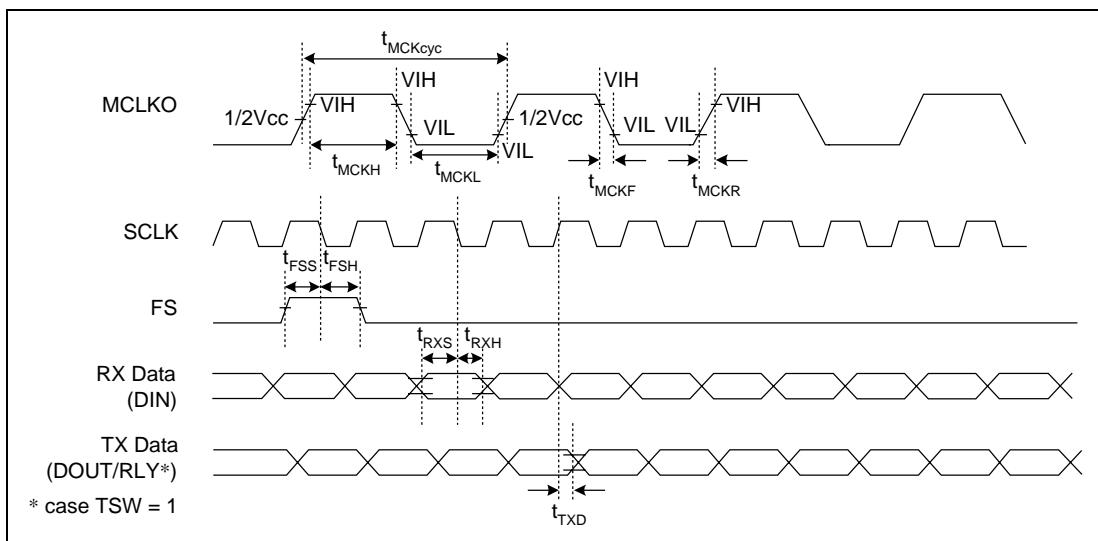 tMCKcyc
VIH
VIH
MCLKO
VIH
VIH
1/2Vcc
1/2Vcc
VIL
VIL
VIL
VIL
tMCKH
tMCKL
tMCKF
tMCKR
SCLK
tFSS
tFSH
FS
tRXS
tRXH
RX Data
(DIN)
TX Data
(DOUT/RLY*)
* case TSW = 1
tTXD